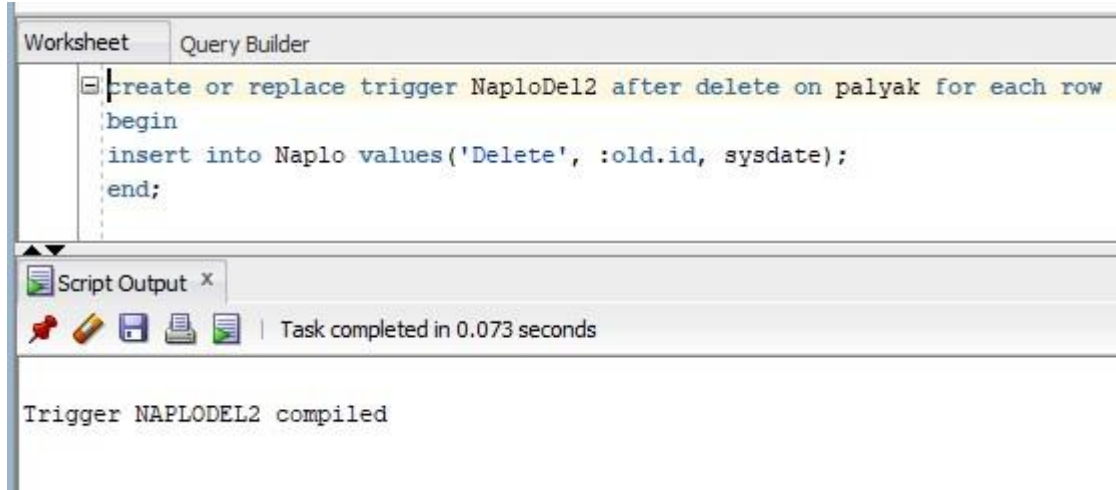 Worksheet Query Builder
create or replace trigger NaploDel2 after delete on palyak for each row
begin
insert into Naplo values('Delete', :old.id, sysdate);
end;
Script Output x
Task completed in 0.073 seconds
Trigger NAPLODEL2 compiled